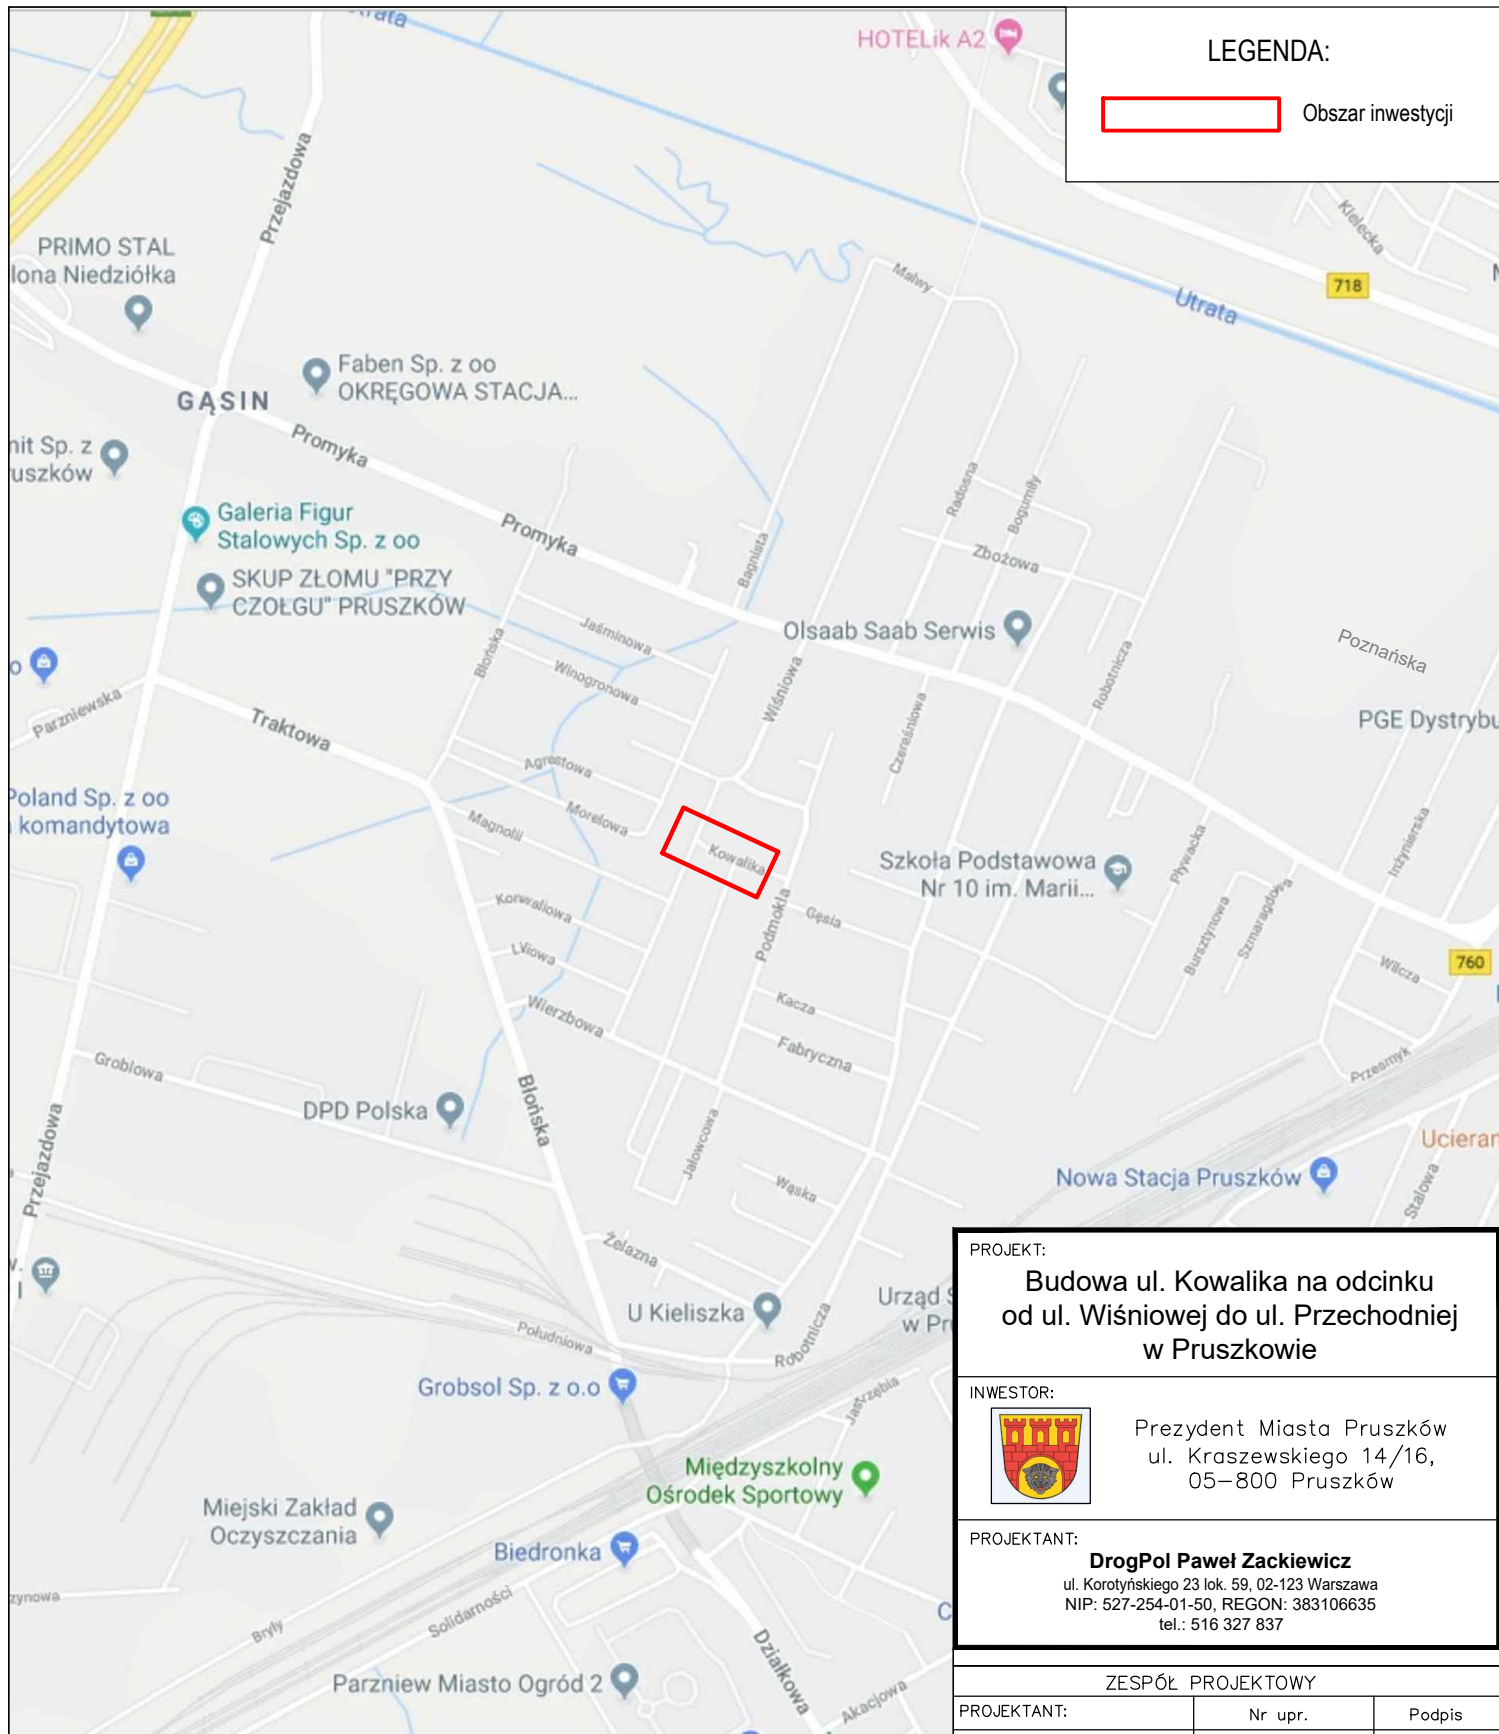 Utrata
HOTELik A2
LEGENDA:
Obszar inwestycji
Przejazdowa
Kielecka
PRIMO STAL
Ilona Niedziółka
Malwy
718
Utrata
Faben Sp. z oo
OKRĘGOWA STACJA...
GĄSIN
Promyka
nit Sp. z
uszków
Radosna
Bogumiły
Galeria Figur
Stalowych Sp. z oo
Promyka
Bagnista
Zbożowa
SKUP ZŁOMU "PRZY
CZOŁGU" PRUSZKÓW
Jaśminowa
Olsaab Saab Serwis
Poznańska
Błońska
Winogronowa
Wiśniowa
Robotnicza
o
Parzniewska
Traktowa
Czereśniowa
PGE Dystrybu
Agrestowa
Poland Sp. z oo
komandytowa
Morelowa
Magnolii
Kowalika
Szkoła Podstawowa
Nr 10 im. Marii...
Pływacka
Inżynierska
Konwaliowa
Gęsia
Podmokła
Bursztynowa
Szmaragdowa
Wilcza
760
Wierzbowa
Kacza
Fabryczna
Groblowa
Przesmyk
DPD Polska
Błońska
Przejazdowa
Jałowcowa
Ucieran
Nowa Stacja Pruszków
Wąska
Stalowa
Żelazna
U Kieliszka
Urząd S
w Pru
Robotnicza
Południowa
Grobsol Sp. z o.o
Jastrzębia
Międzyszkolny
Ośrodek Sportowy
Miejski Zakład
Oczyszczania
Biedronka
zynowa
Bryły
Solidarności
C
Działkowa
Parzniew Miasto Ogród 2
Akacjowa
PROJEKT:
Budowa ul. Kowalika na odcinku
od ul. Wiśniowej do ul. Przechodniej
w Pruszkowie
INWESTOR:
Prezydent Miasta Pruszków
ul. Kraszewskiego 14/16,
05-800 Pruszków
PROJEKTANT:
DrogPol Paweł Zackiewicz
ul. Korotyńskiego 23 lok. 59, 02-123 Warszawa
NIP: 527-254-01-50, REGON: 383106635
tel.: 516 327 837
ZESPÓŁ PROJEKTOWY
PROJEKTANT: Nr upr. Podpis